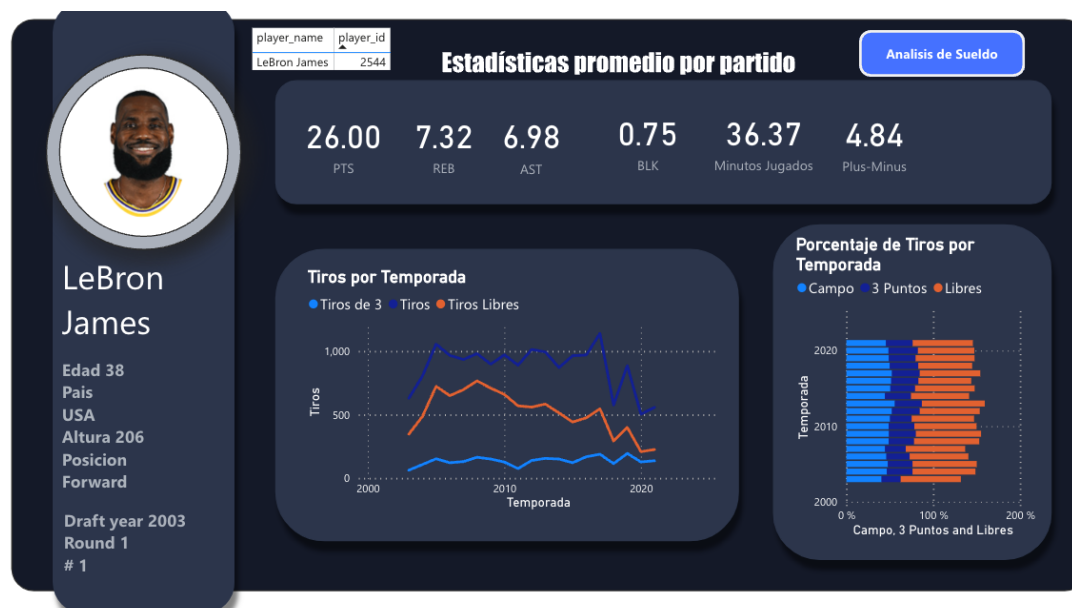 player_name player_id
LeBron James 2544
Estadísticas promedio por partido
Analisis de Sueldo
26.00 7.32 6.98 0.75 36.37 4.84
PTS REB AST BLK Minutos Jugados Plus-Minus
LeBron
James
Edad 38
Pais
USA
Altura 206
Posicion
Forward
Draft year 2003
Round 1
# 1
Tiros por Temporada
Tiros de 3 Tiros Tiros Libres
Tiros
1,000
500
0
2000 2010 2020
Temporada
Porcentaje de Tiros por
Temporada
Campo 3 Puntos Libres
Temporada
2020
2010
2000
0 % 100 % 200 %
Campo, 3 Puntos and Libres